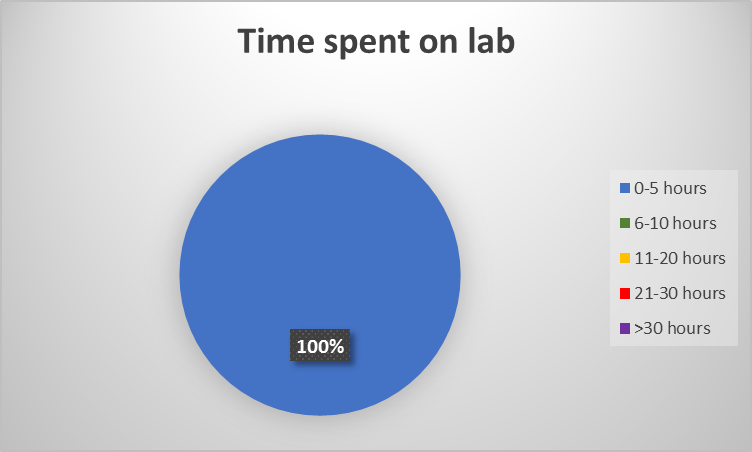 Time spent on lab
100%
0-5 hours
6-10 hours
11-20 hours
21-30 hours
>30 hours